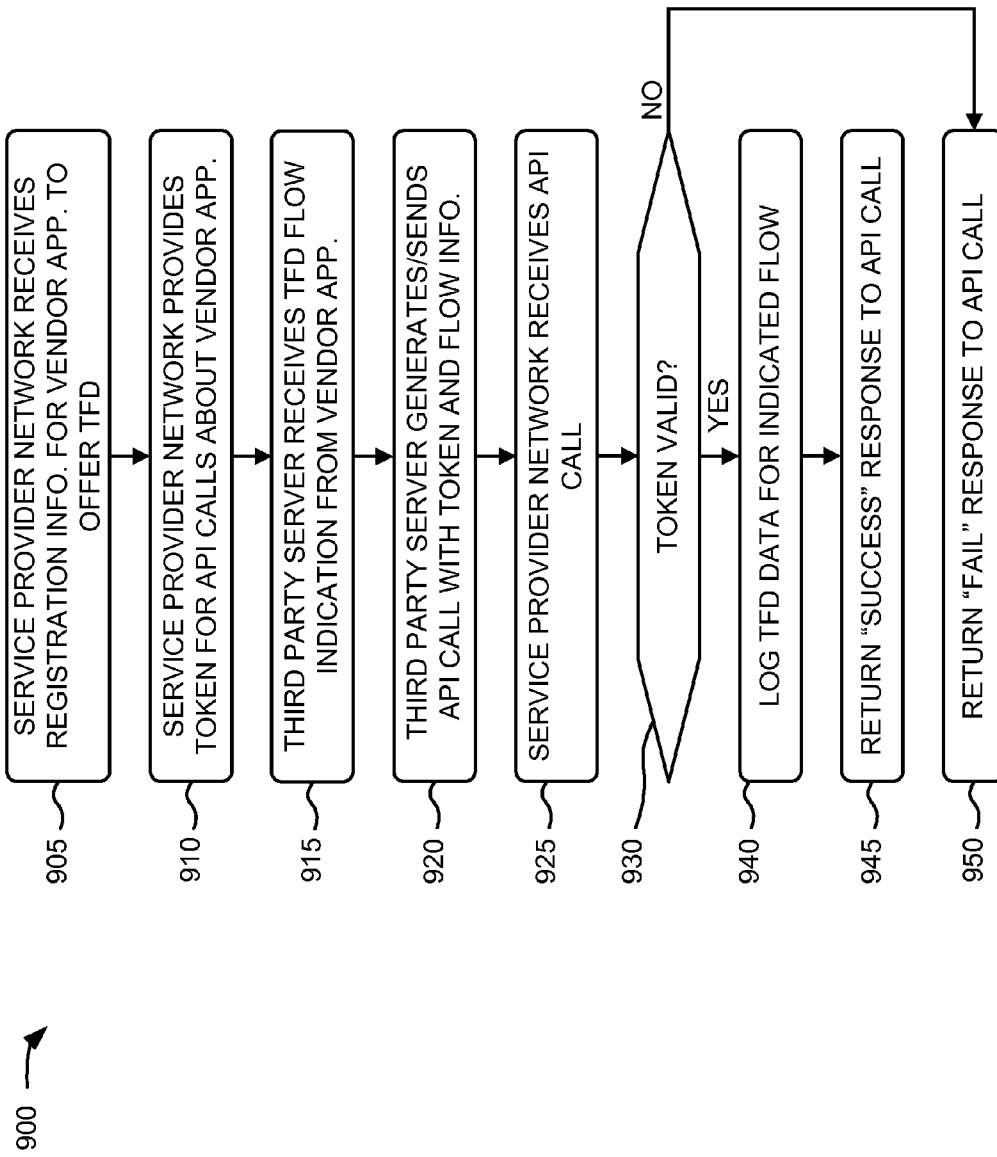 900
905
SERVICE PROVIDER NETWORK RECEIVES
REGISTRATION INFO. FOR VENDOR APP. TO
OFFER TFD
910
SERVICE PROVIDER NETWORK PROVIDES
TOKEN FOR API CALLS ABOUT VENDOR APP.
915
THIRD PARTY SERVER RECEIVES TFD FLOW
INDICATION FROM VENDOR APP.
920
THIRD PARTY SERVER GENERATES/SENDS
API CALL WITH TOKEN AND FLOW INFO.
925
SERVICE PROVIDER NETWORK RECEIVES API
CALL
930
TOKEN VALID?
NO
YES
940
LOG TFD DATA FOR INDICATED FLOW
945
RETURN “SUCCESS” RESPONSE TO API CALL
950
RETURN “FAIL” RESPONSE TO API CALL